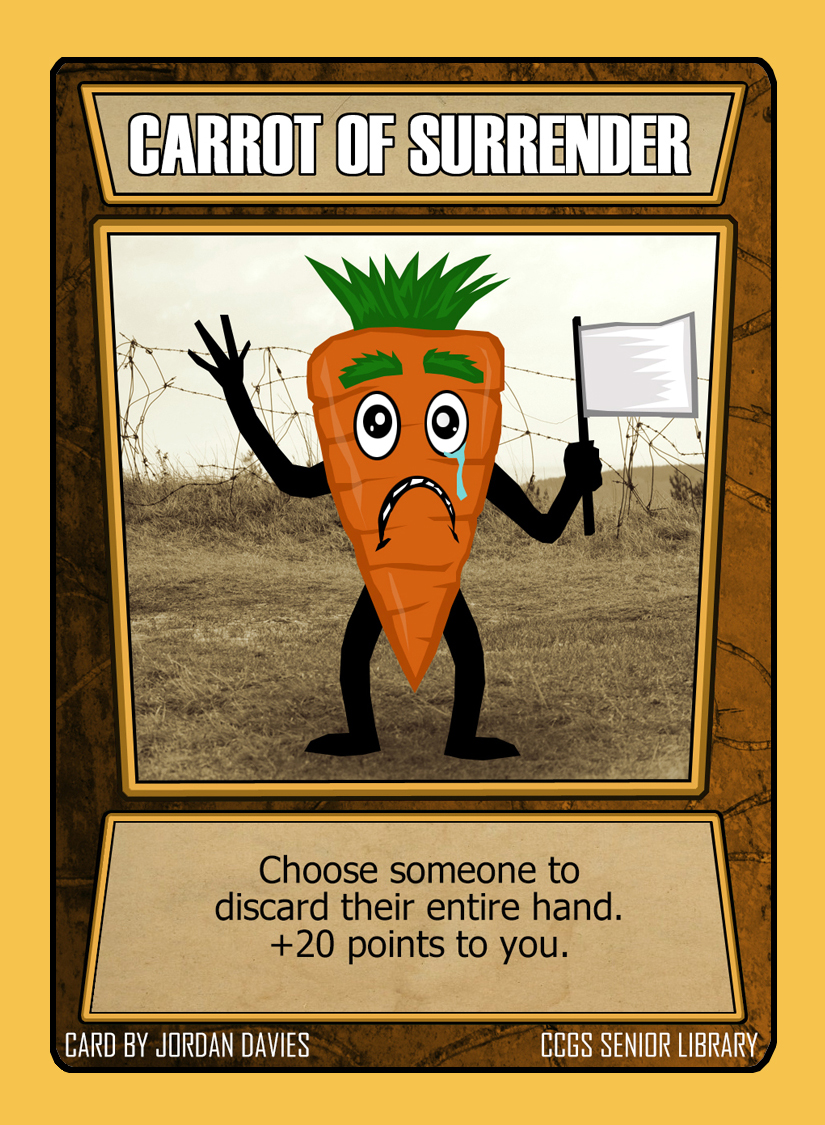 CARROT OF SURRENDER
Choose someone to
discard their entire hand.
+20 points to you.
CARD BY JORDAN DAVIES
CCGS SENIOR LIBRARY